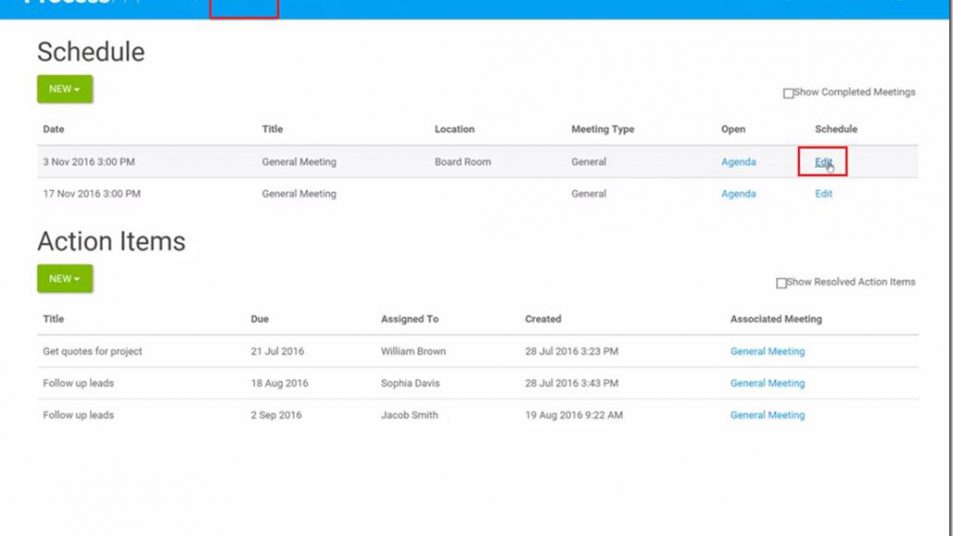 Schedule
NEW
Show Completed Meetings
Date Title Location Meeting Type Open Schedule
3 Nov 2016 3:00 PM General Meeting Board Room General Agenda Edit
17 Nov 2016 3:00 PM General Meeting General Agenda Edit
Action Items
NEW
Show Resolved Action Items
Title Due Assigned To Created Associated Meeting
Get quotes for project 21 Jul 2016 William Brown 28 Jul 2016 3:23 PM General Meeting
Follow up leads 18 Aug 2016 Sophia Davis 28 Jul 2016 3:43 PM General Meeting
Follow up leads 2 Sep 2016 Jacob Smith 19 Aug 2016 9:22 AM General Meeting